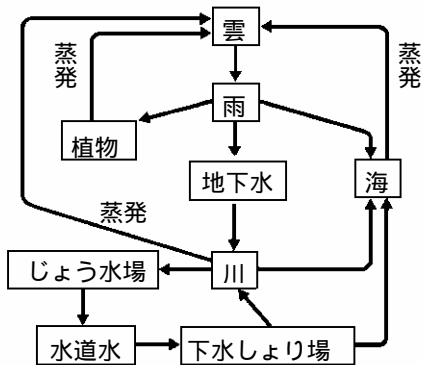 雲
蒸発
蒸発
雨
植物
地下水
海
蒸発
じょう水場
川
水道水
下水しょり場